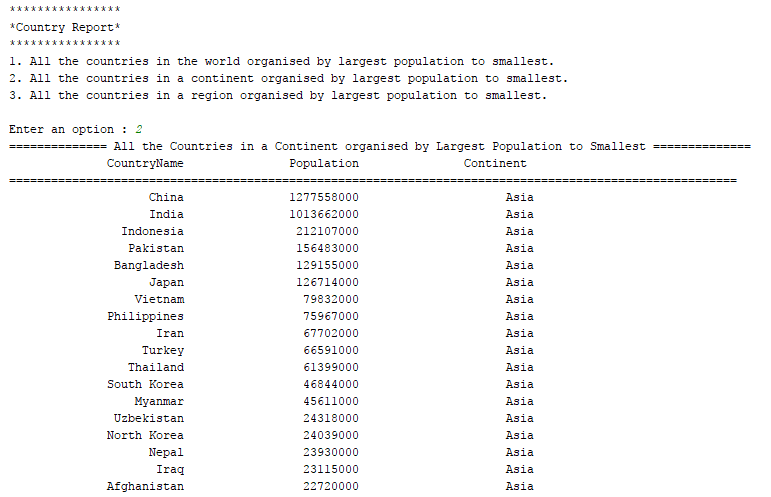 ****************
*Country Report*
****************
1. All the countries in the world organised by largest population to smallest.
2. All the countries in a continent organised by largest population to smallest.
3. All the countries in a region organised by largest population to smallest.
Enter an option : 2
============== All the Countries in a Continent organised by Largest Population to Smallest ==============
CountryName Population Continent
========================================================================================================
China 1277558000 Asia
India 1013662000 Asia
Indonesia 212107000 Asia
Pakistan 156483000 Asia
Bangladesh 129155000 Asia
Japan 126714000 Asia
Vietnam 79832000 Asia
Philippines 75967000 Asia
Iran 67702000 Asia
Turkey 66591000 Asia
Thailand 61399000 Asia
South Korea 46844000 Asia
Myanmar 45611000 Asia
Uzbekistan 24318000 Asia
North Korea 24039000 Asia
Nepal 23930000 Asia
Iraq 23115000 Asia
Afghanistan 22720000 Asia